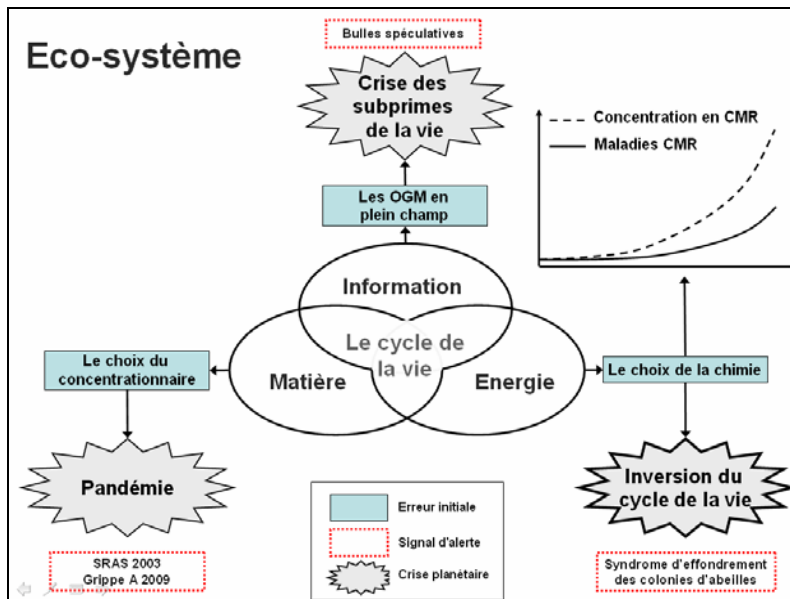 Eco-système
Bulles spéculatives
Crise des
subprimes
de la vie
Concentration en CMR
Maladies CMR
Les OGM en
plein champ
Information
Le cycle de
la vie
Matière
Energie
Le choix du
concentrationnaire
Le choix de la chimie
Pandémie
Inversion du
cycle de la vie
Erreur initiale
Signal d'alerte
Crise planétaire
SRAS 2003
Grippe A 2009
Syndrome d'effondrement
des colonies d'abeilles